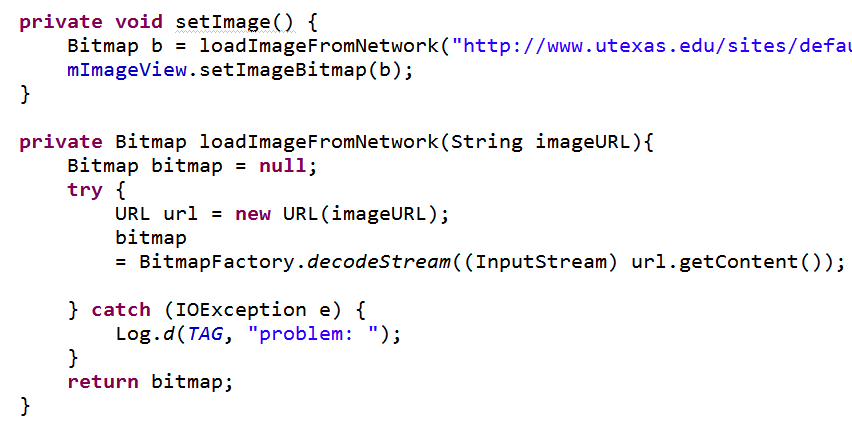 private void setImage() {
    Bitmap b = loadImageFromNetwork("http://www.utexas.edu/sites/defau
    mImageView.setImageBitmap(b);
}

private Bitmap loadImageFromNetwork(String imageURL){
    Bitmap bitmap = null;
    try {
        URL url = new URL(imageURL);
        bitmap
        = BitmapFactory.decodeStream((InputStream) url.getContent());

    } catch (IOException e) {
        Log.d(TAG, "problem: ");
    }
    return bitmap;
}